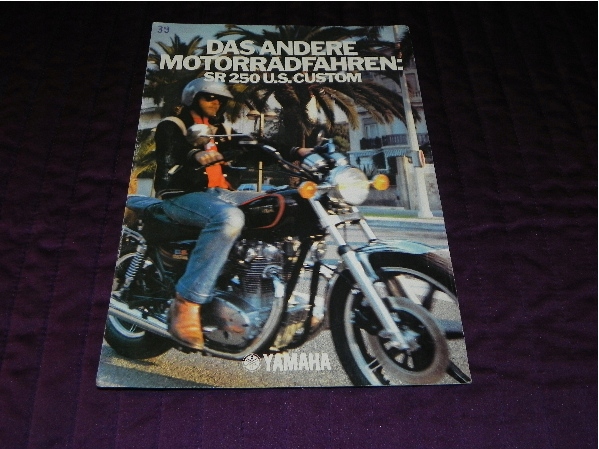 39
DAS ANDERE
MOTORRADFAHREN:
SR 250 U.S. CUSTOM
YAMAHA